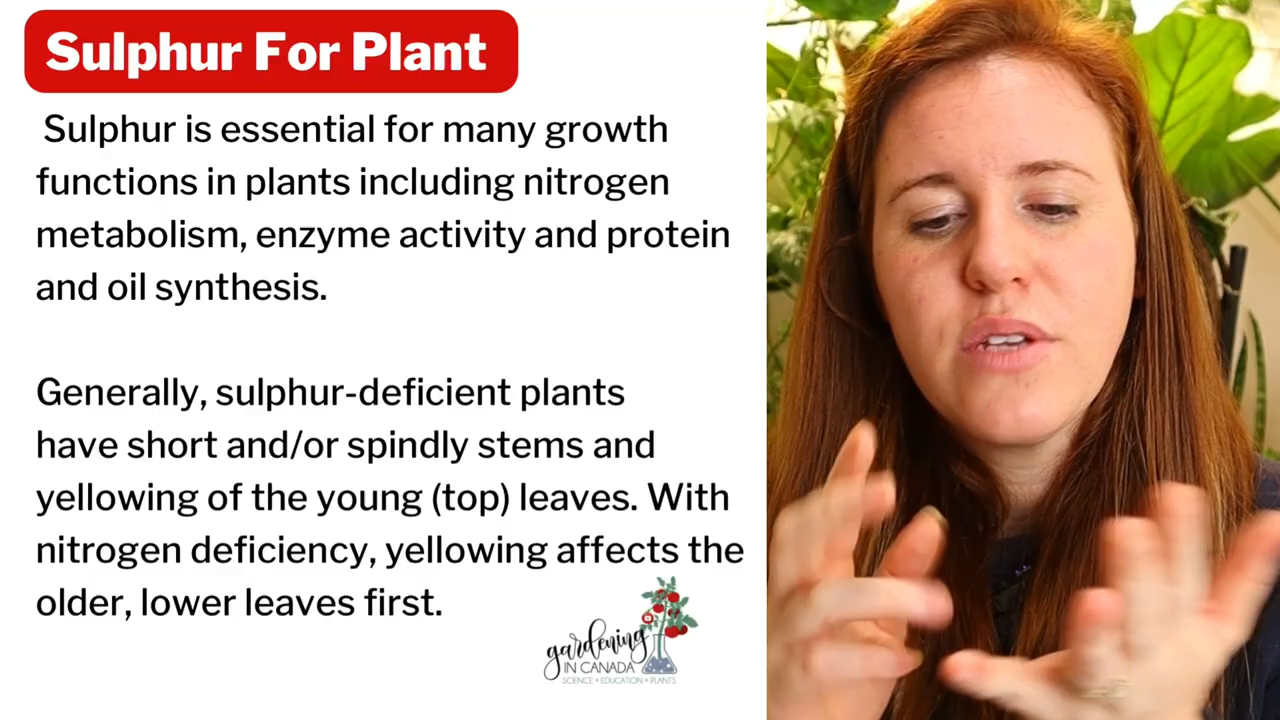 Sulphur For Plant
Sulphur is essential for many growth
functions in plants including nitrogen
metabolism, enzyme activity and protein
and oil synthesis.
Generally, sulphur-deficient plants
have short and/or spindly stems and
yellowing of the young (top) leaves. With
nitrogen deficiency, yellowing affects the
older, lower leaves first.
gardening
IN CANADA
SCIENCE • EDUCATION • PLANTS